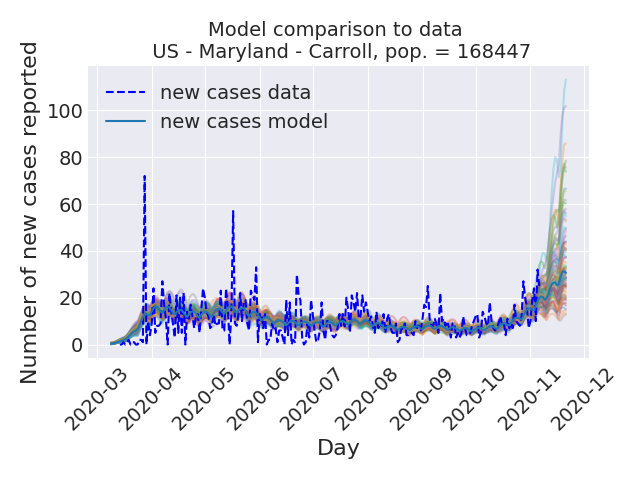 Model comparison to data
US - Maryland - Carroll, pop. = 168447
new cases data
new cases model
Number of new cases reported
100
80
60
40
20
0
2020-03
2020-04
2020-05
2020-06
2020-07
2020-08
2020-09
2020-10
2020-11
2020-12
Day